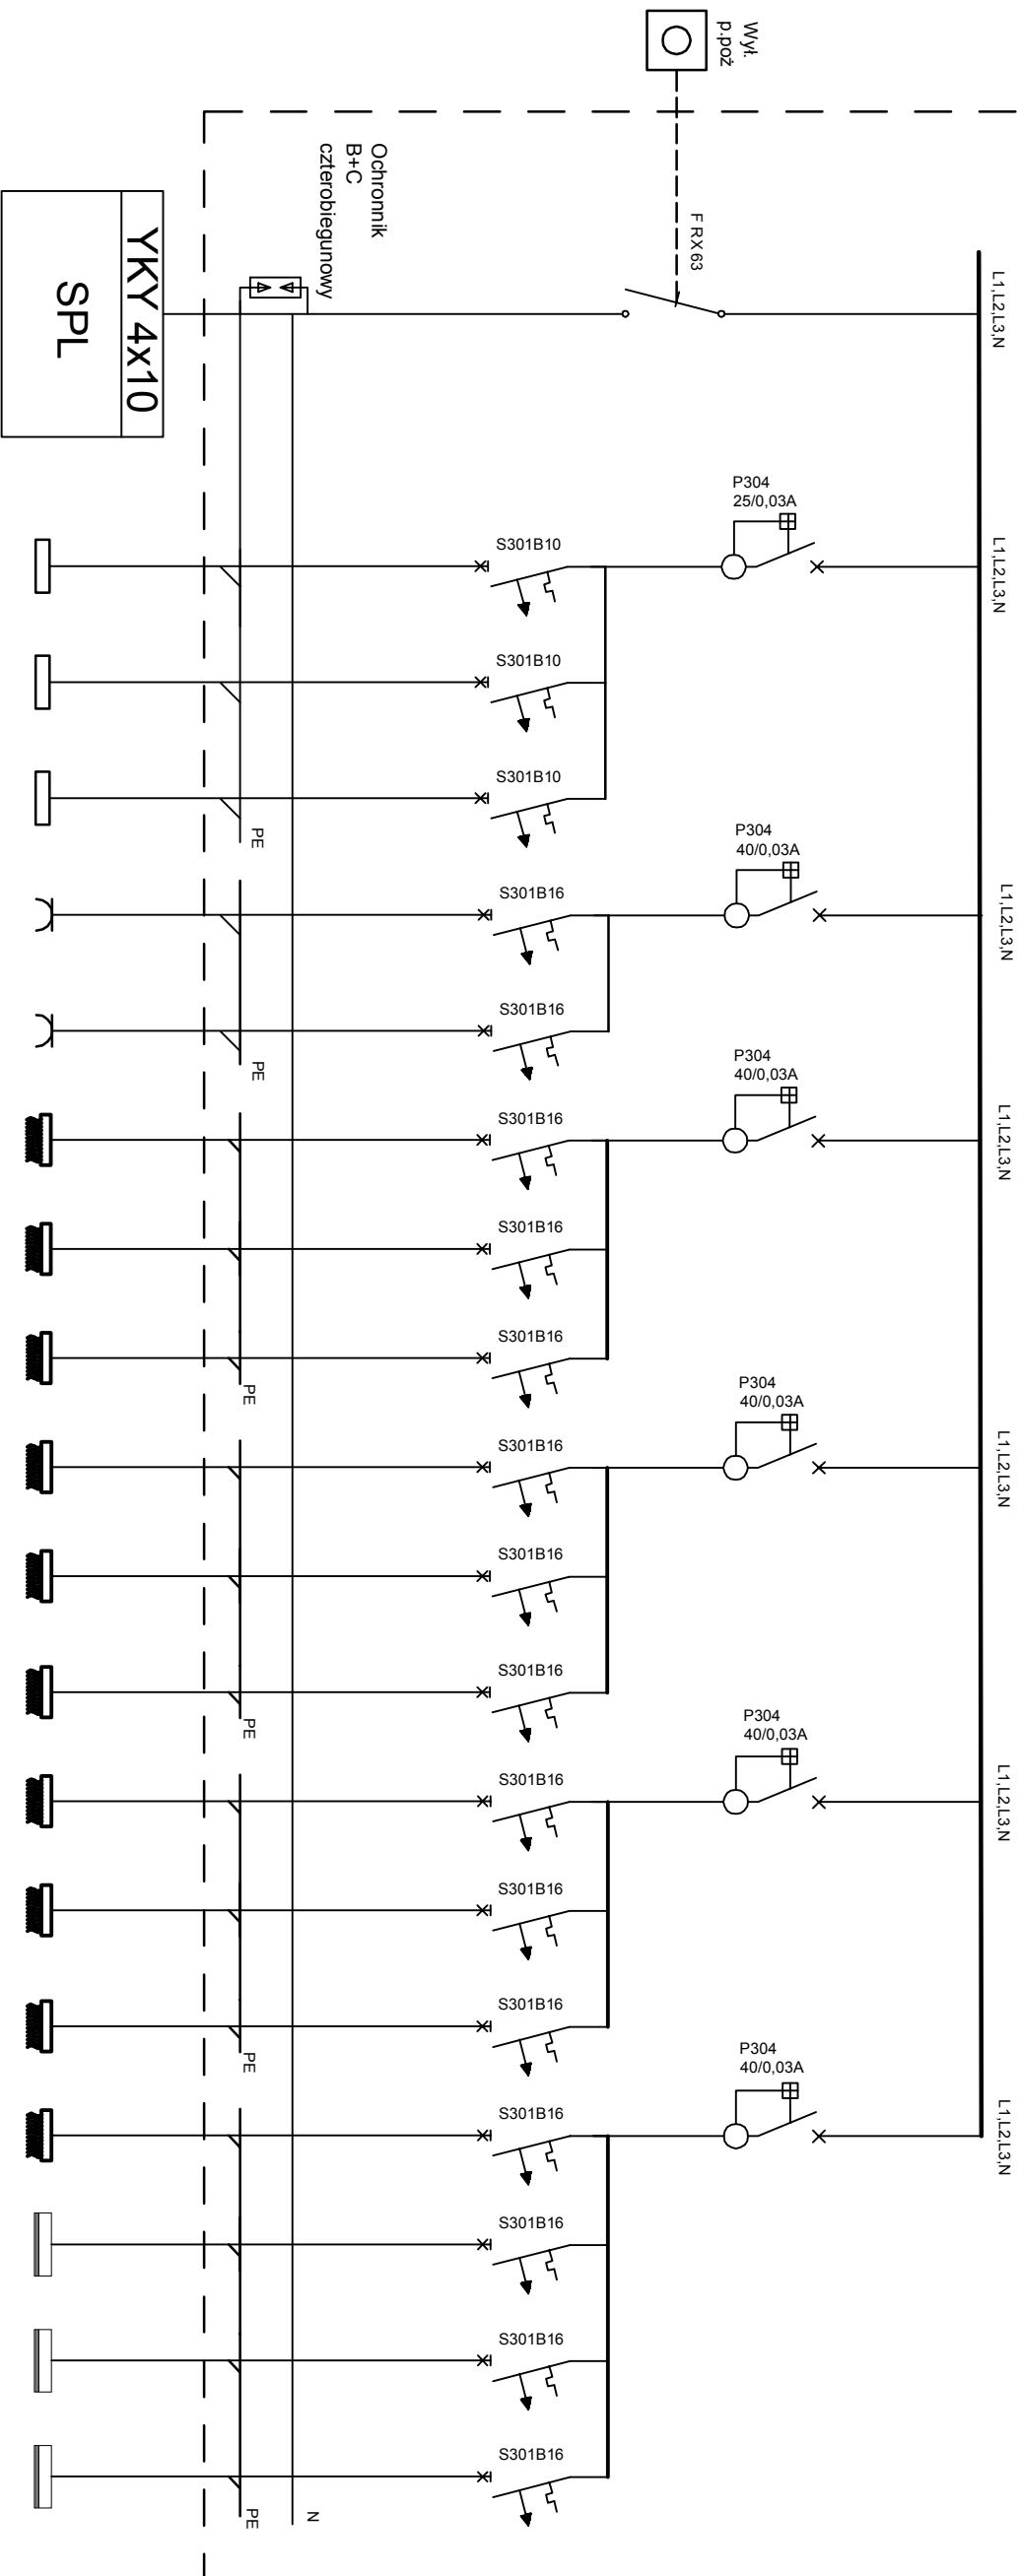 Wył.
p.poż
F RX 63
Ochronnik
B+C
czterobiegunowy
YKY 4x10
SPL
L1,L2,L3,N
P304
25/0,03A
L1,L2,L3,N
S301B10
S301B10
S301B10
PE
P304
40/0,03A
L1,L2,L3,N
S301B16
S301B16
PE
P304
40/0,03A
L1,L2,L3,N
S301B16
S301B16
S301B16
PE
P304
40/0,03A
L1,L2,L3,N
S301B16
S301B16
S301B16
PE
P304
40/0,03A
L1,L2,L3,N
S301B16
S301B16
S301B16
PE
P304
40/0,03A
L1,L2,L3,N
S301B16
S301B16
S301B16
S301B16
PE
N